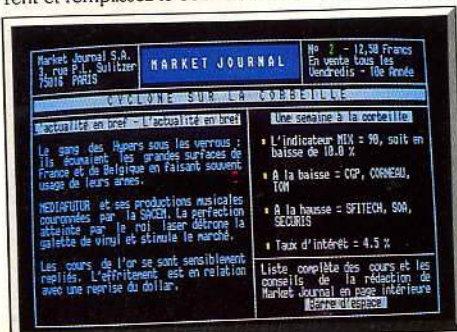 rent et remplissez le
Market Journal S.A.
3, rue P.L. Sulitzer
75016 PARIS
MARKET JOURNAL
Nº 2 - 12,50 Francs
En vente tous les
Vendredis - 10e Année
CYCLONE SUR LA CORBEILLE
L'actualité en bref - L'actualité en bref
Le gang des Hypers sous les verrous :
ils écumaient les grandes surfaces de
France et de Belgique en faisant souvent
usage de leurs armes.
MEDIAFUTUR et ses productions musicales
couronnées par la SACEM. La perfection
atteinte par le roi laser détrone la
galette de vinyl et stimule le marché.
Les cours de l'or se sont sensiblement
repliés. L'effritement est en relation
avec une reprise du dollar.
Une semaine à la corbeille
L'indicateur MIX = 90, soit en
baisse de 10.0 %
A la baisse = CGP, CORNEAU,
TOM
A la hausse = SFITECH, SOA,
SECURIS
Taux d'intérêt = 4.5 %
Liste complète des cours et les
conseils de la rédaction de
Market Journal en page intérieure
Barre d'espace